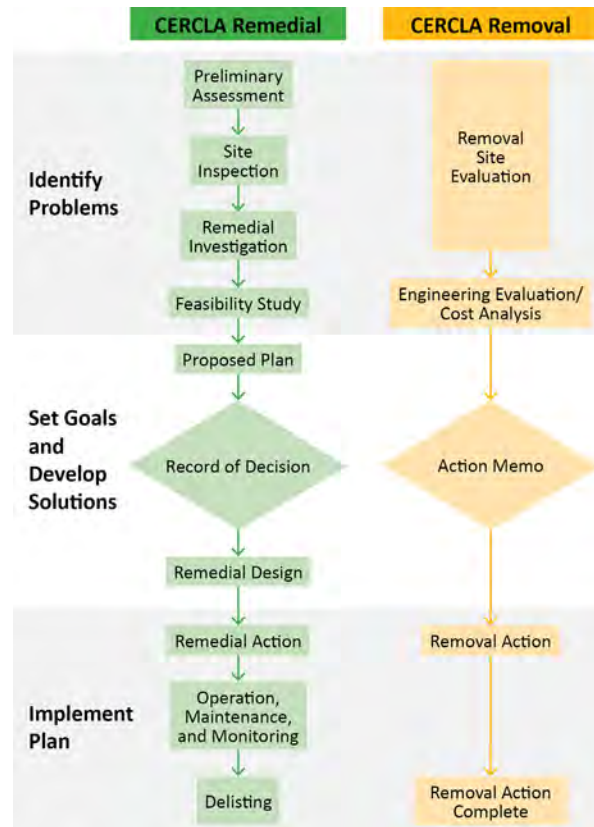 CERCLA Remedial
CERCLA Removal
Identify
Problems
Preliminary
Assessment
Site
Inspection
Remedial
Investigation
Feasibility Study
Removal
Site
Evaluation
Engineering Evaluation/
Cost Analysis
Set Goals
and
Develop
Solutions
Proposed Plan
Record of Decision
Remedial Design
Action Memo
Implement
Plan
Remedial Action
Operation,
Maintenance,
and Monitoring
Delisting
Removal Action
Removal Action
Complete